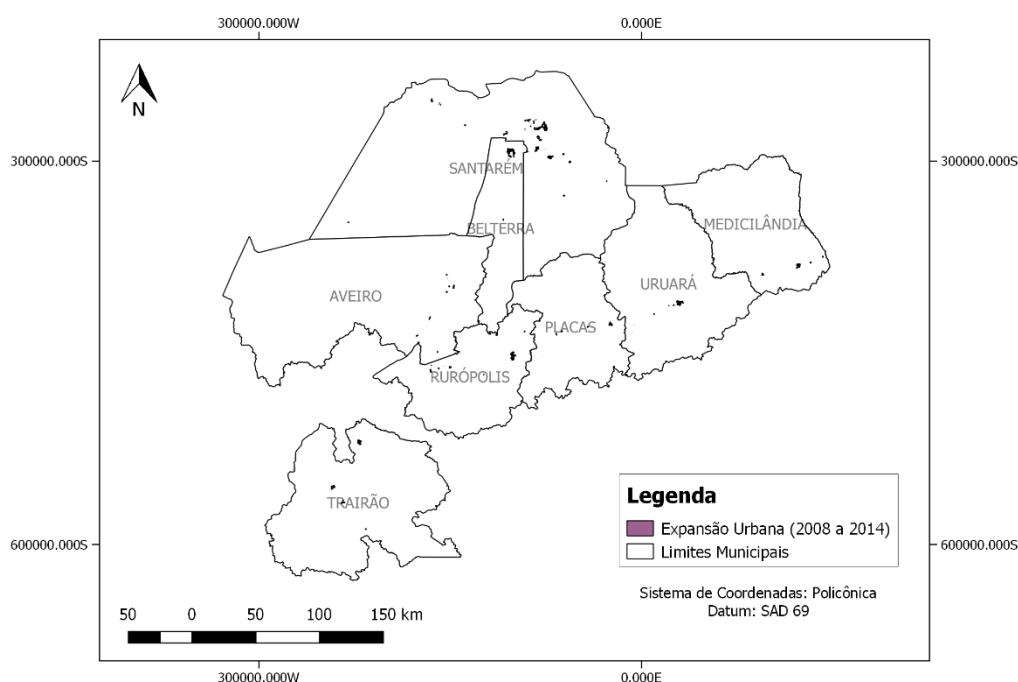 300000.000W 0.000E
N
300000.000S 300000.000S
SANTARÉM
MEDICILÂNDIA
BELTERRA
URUARÁ
AVEIRO
PLACAS
RURÓPOLIS
Legenda
TRAIRÃO
Expansão Urbana (2008 a 2014)
600000.000S 600000.000S
Limites Municipais
Sistema de Coordenadas: Policônica
Datum: SAD 69
50 0 50 100 150 km
300000.000W 0.000E